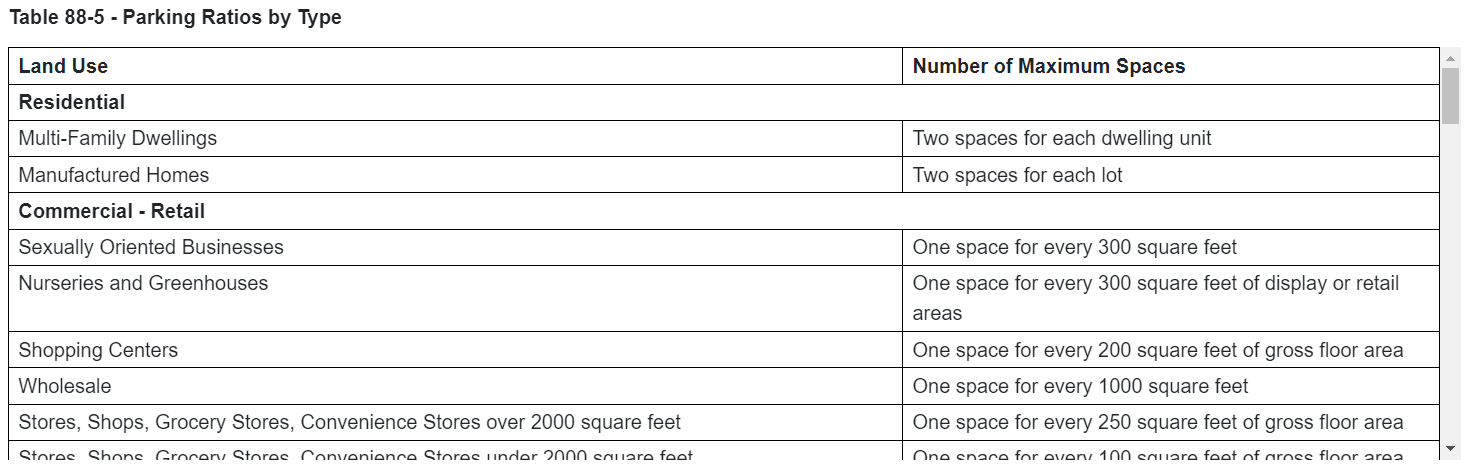 Table 88-5 - Parking Ratios by Type
Land Use Number of Maximum Spaces
Residential
Multi-Family Dwellings Two spaces for each dwelling unit
Manufactured Homes Two spaces for each lot
Commercial - Retail
Sexually Oriented Businesses One space for every 300 square feet
Nurseries and Greenhouses One space for every 300 square feet of display or retail
areas
Shopping Centers One space for every 200 square feet of gross floor area
Wholesale One space for every 1000 square feet
Stores, Shops, Grocery Stores, Convenience Stores over 2000 square feet One space for every 250 square feet of gross floor area
Stores, Shops, Grocery Stores, Convenience Stores under 2000 square feet One space for every 100 square feet of gross floor area